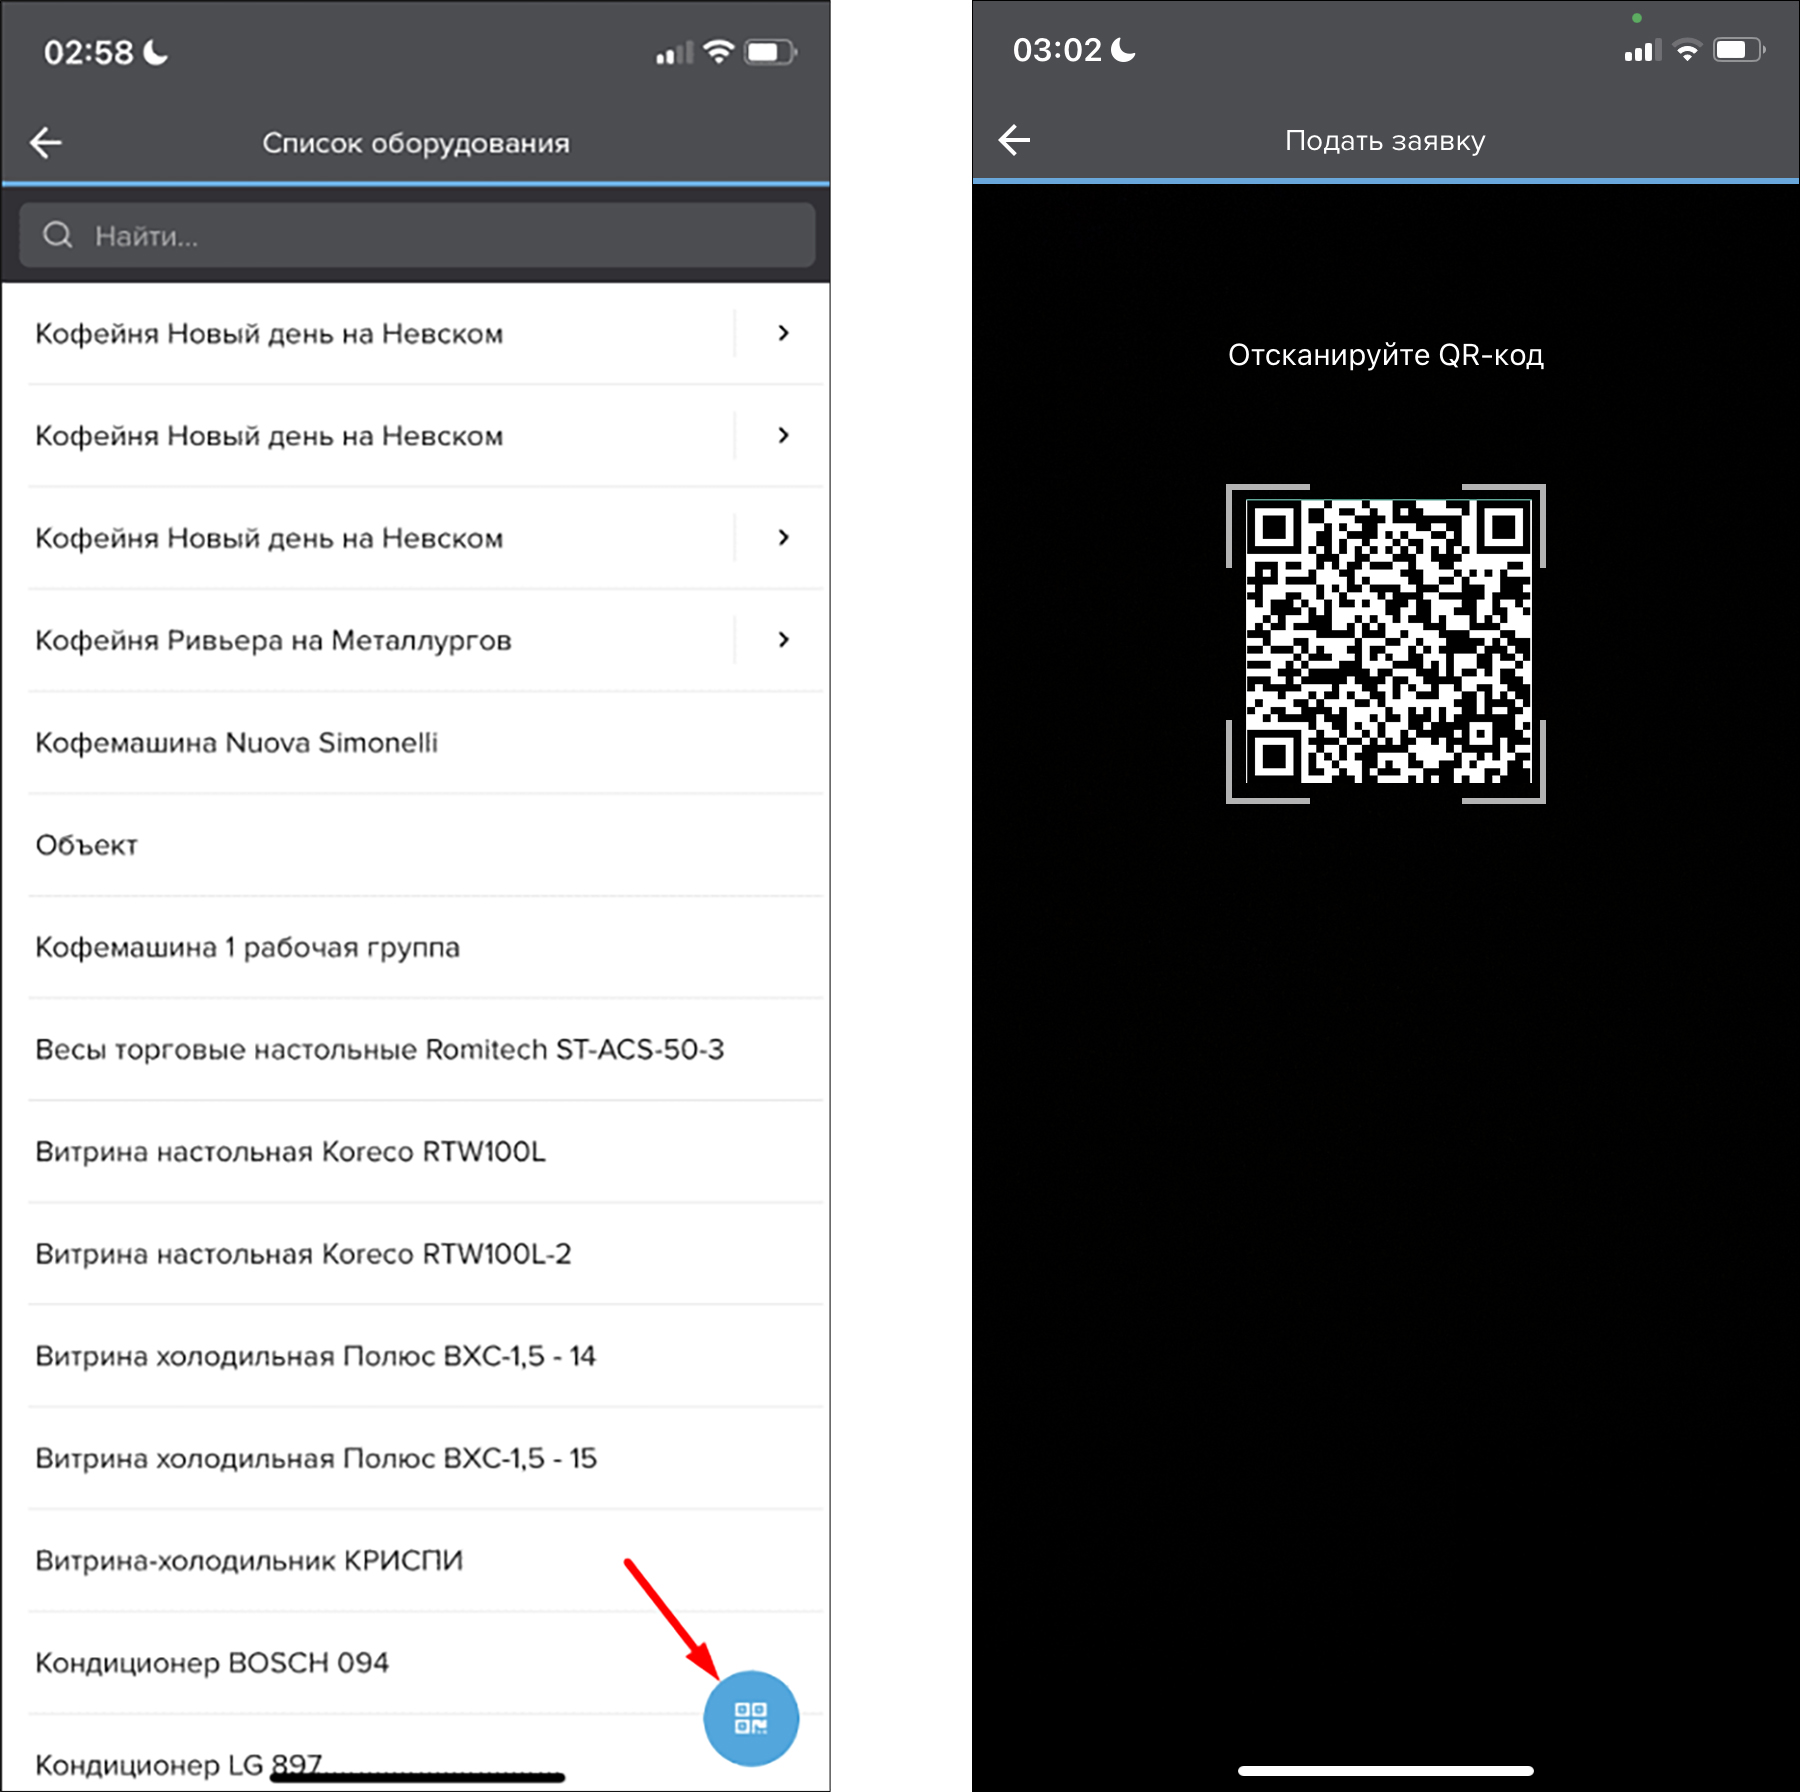 02:58
Список оборудования
Найти...
Кофейня Новый день на Невском
Кофейня Новый день на Невском
Кофейня Новый день на Невском
Кофейня Ривьера на Металлургов
Кофемашина Nuova Simonelli
Объект
Кофемашина 1 рабочая группа
Весы торговые настольные Romitech ST-ACS-50-3
Витрина настольная Koreco RTW100L
Витрина настольная Koreco RTW100L-2
Витрина холодильная Полюс ВХС-1,5 - 14
Витрина холодильная Полюс ВХС-1,5 - 15
Витрина-холодильник КРИСПИ
Кондиционер BOSCH 094
Кондиционер LG 897
03:02
Подать заявку
Отсканируйте QR-код